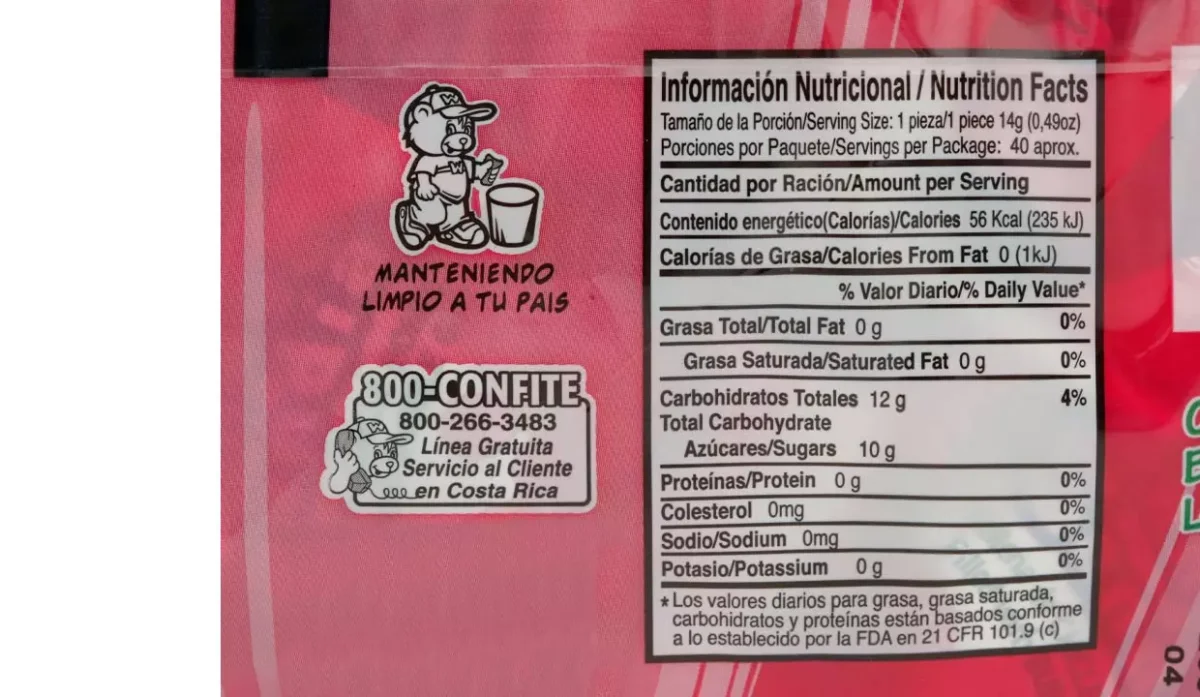 MANTENIENDO
LIMPIO A TU PAIS
800-CONFITE
800-266-3483
Línea Gratuita
Servicio al Cliente
en Costa Rica
Información Nutricional / Nutrition Facts
Tamaño de la Porción/Serving Size: 1 pieza/1 piece 14g (0,49oz)
Porciones por Paquete/Servings per Package: 40 aprox.
Cantidad por Ración/Amount per Serving
Contenido energético(Calorías)/Calories 56 Kcal (235 kJ)
Calorías de Grasa/Calories From Fat 0 (1kJ)
% Valor Diario/% Daily Value*
Grasa Total/Total Fat 0 g 0%
Grasa Saturada/Saturated Fat 0 g 0%
Carbohidratos Totales 12 g 4%
Total Carbohydrate
Azúcares/Sugars 10 g
Proteínas/Protein 0 g 0%
Colesterol 0mg 0%
Sodio/Sodium 0mg 0%
Potasio/Potassium 0 g 0%
* Los valores diarios para grasa, grasa saturada,
carbohidratos y proteínas están basados conforme
a lo establecido por la FDA en 21 CFR 101.9 (c)
04